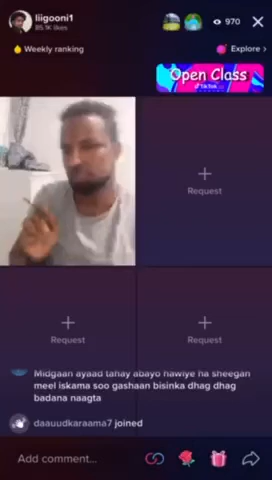 liigooni1
85.1K likes
970
Weekly ranking
Explore >
Open Class
TikTok
Request
Request
Request
Midgaan ayaad tahay abayo hawiye ha sheegan
meel iskama soo gashaan bisinka dhag dhag
badana naagta
daauudkaraama7 joined
Add comment...